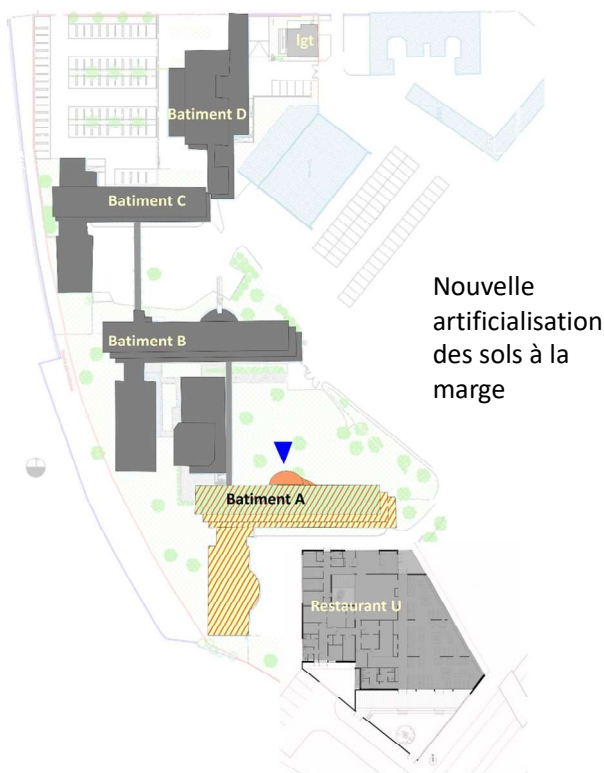 lgt
Batiment D
Batiment C
Batiment B
Nouvelle
artificialisation
des sols à la
marge
Batiment A
Restaurant U